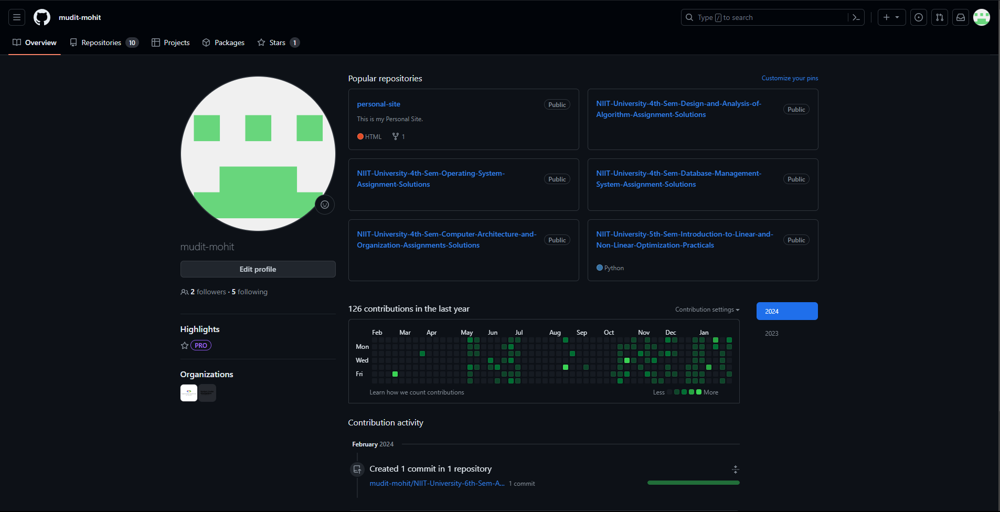 mudit-mohit
Type / to search
Overview
Repositories 10
Projects
Packages
Stars 1
mudit-mohit
Edit profile
2 followers · 5 following
Highlights
PRO
Organizations
Popular repositories
Customize your pins
personal-site
Public
This is my Personal Site.
HTML
1
NIIT-University-4th-Sem-Design-and-Analysis-of-
Algorithm-Assignment-Solutions
Public
NIIT-University-4th-Sem-Operating-System-
Assignment-Solutions
Public
NIIT-University-4th-Sem-Database-Management-
System-Assignment-Solutions
Public
NIIT-University-4th-Sem-Computer-Architecture-and-
Organization-Assignments-Solutions
Public
NIIT-University-5th-Sem-Introduction-to-Linear-and-
Non-Linear-Optimization-Practicals
Public
Python
126 contributions in the last year
Contribution settings
2024
2023
Feb Mar Apr May Jun Jul Aug Sep Oct Nov Dec Jan
Mon
Wed
Fri
Learn how we count contributions
Less
More
Contribution activity
February 2024
Created 1 commit in 1 repository
mudit-mohit/NIIT-University-6th-Sem-A... 1 commit